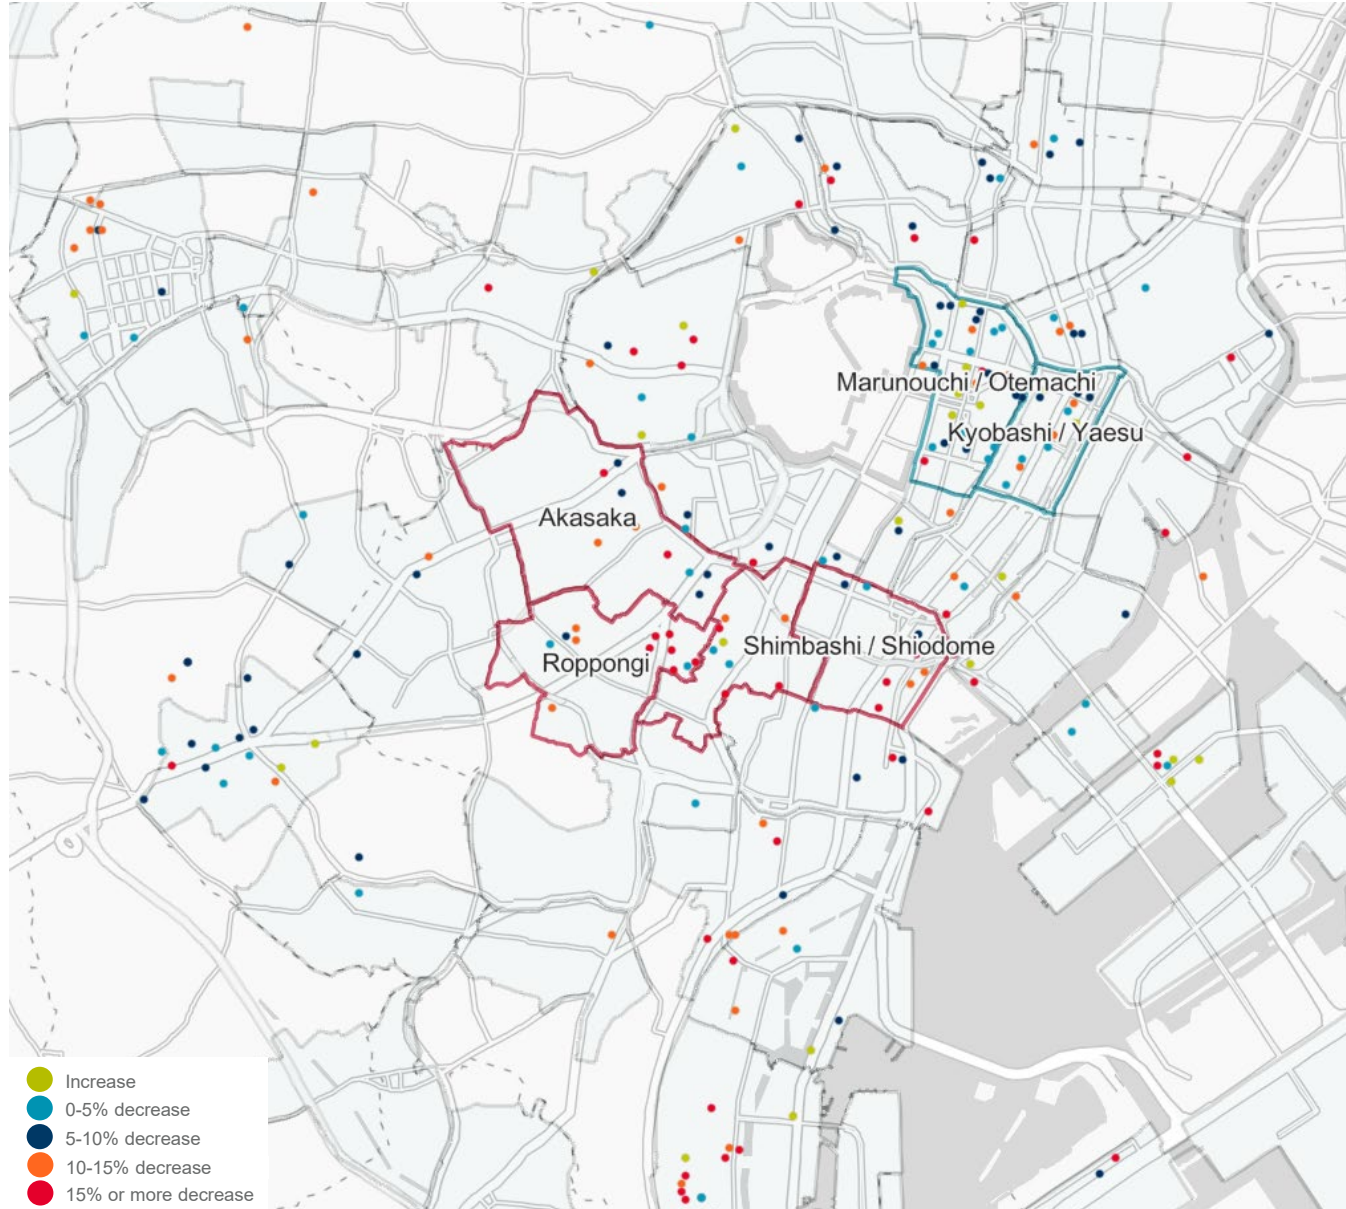 Marunouchi / Otemachi
Kyobashi / Yaesu
Akasaka
Shimbashi / Shiodome
Roppongi
Increase
0-5% decrease
5-10% decrease
10-15% decrease
15% or more decrease